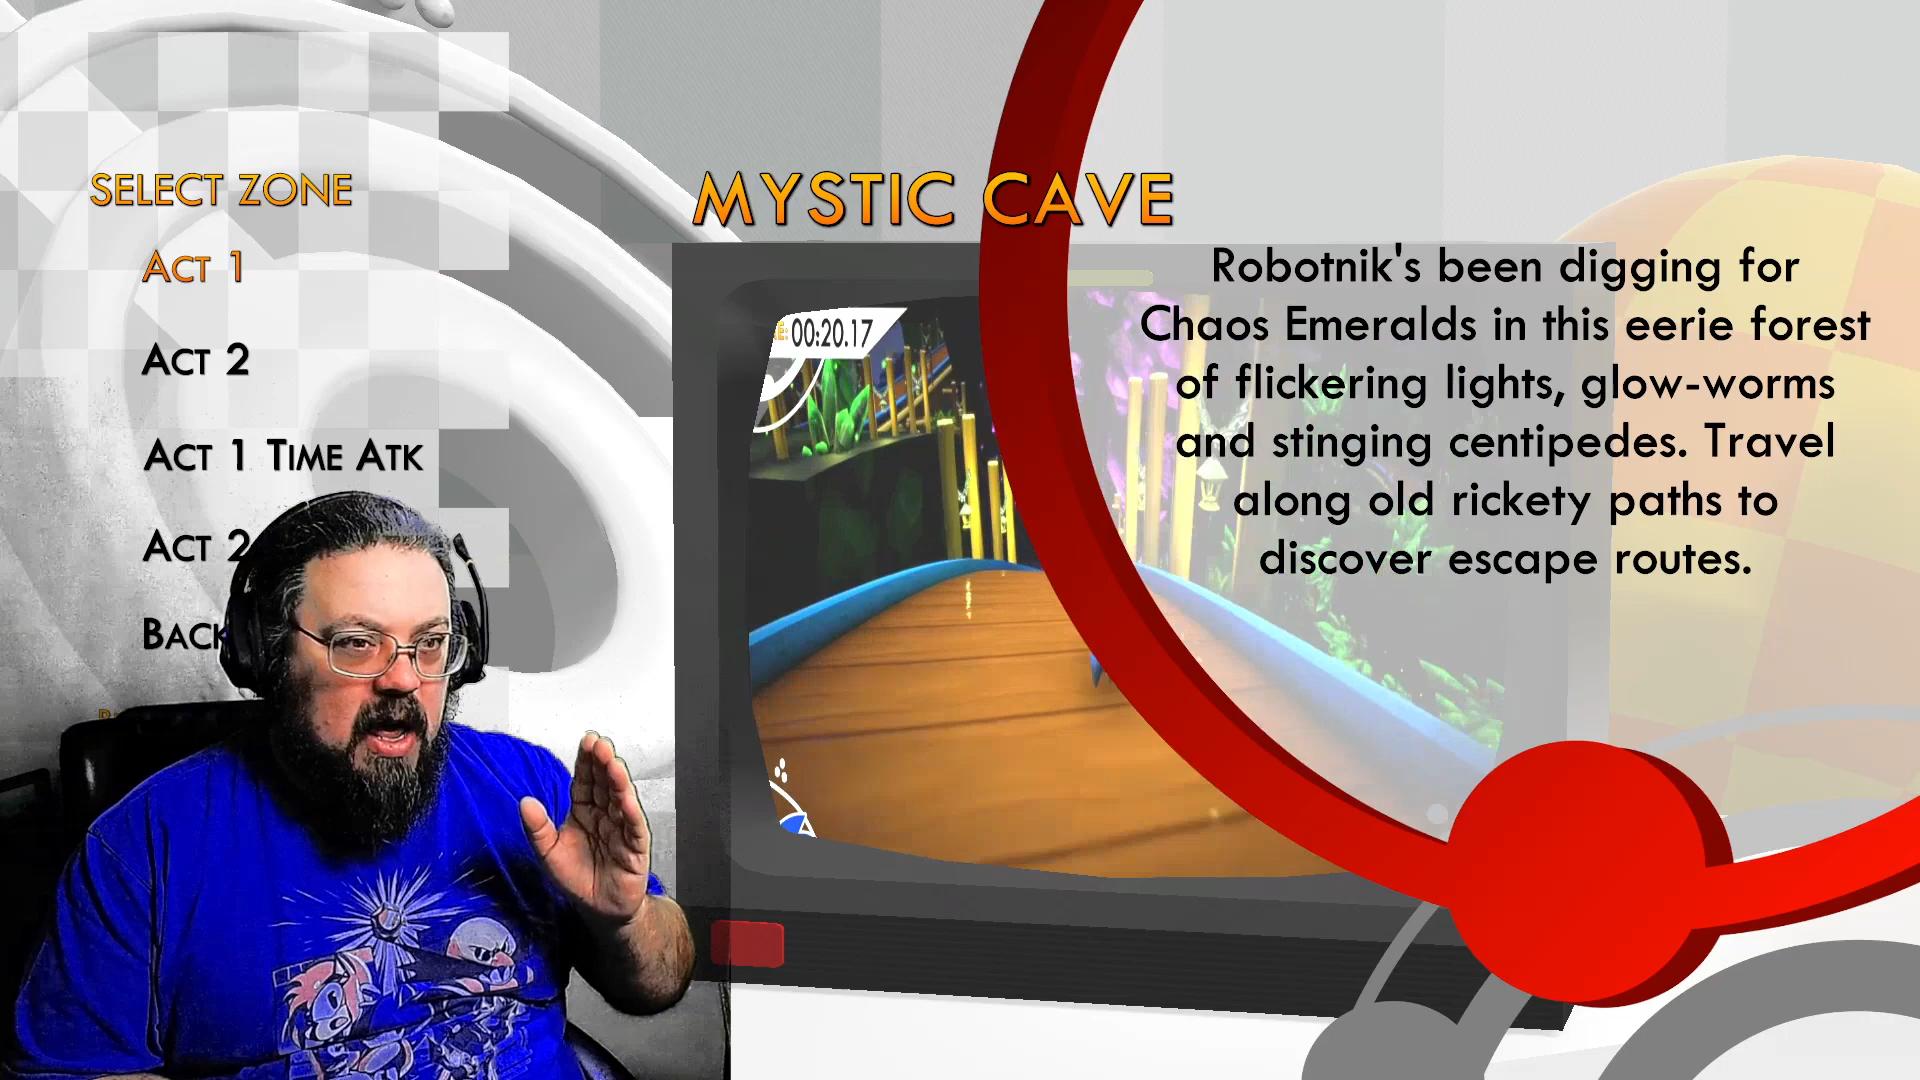 SELECT ZONE
ACT 1
ACT 2
ACT 1 TIME ATK
ACT 2
BACK
MYSTIC CAVE
00:20.17
Robotnik's been digging for
Chaos Emeralds in this eerie forest
of flickering lights, glow-worms
and stinging centipedes. Travel
along old rickety paths to
discover escape routes.